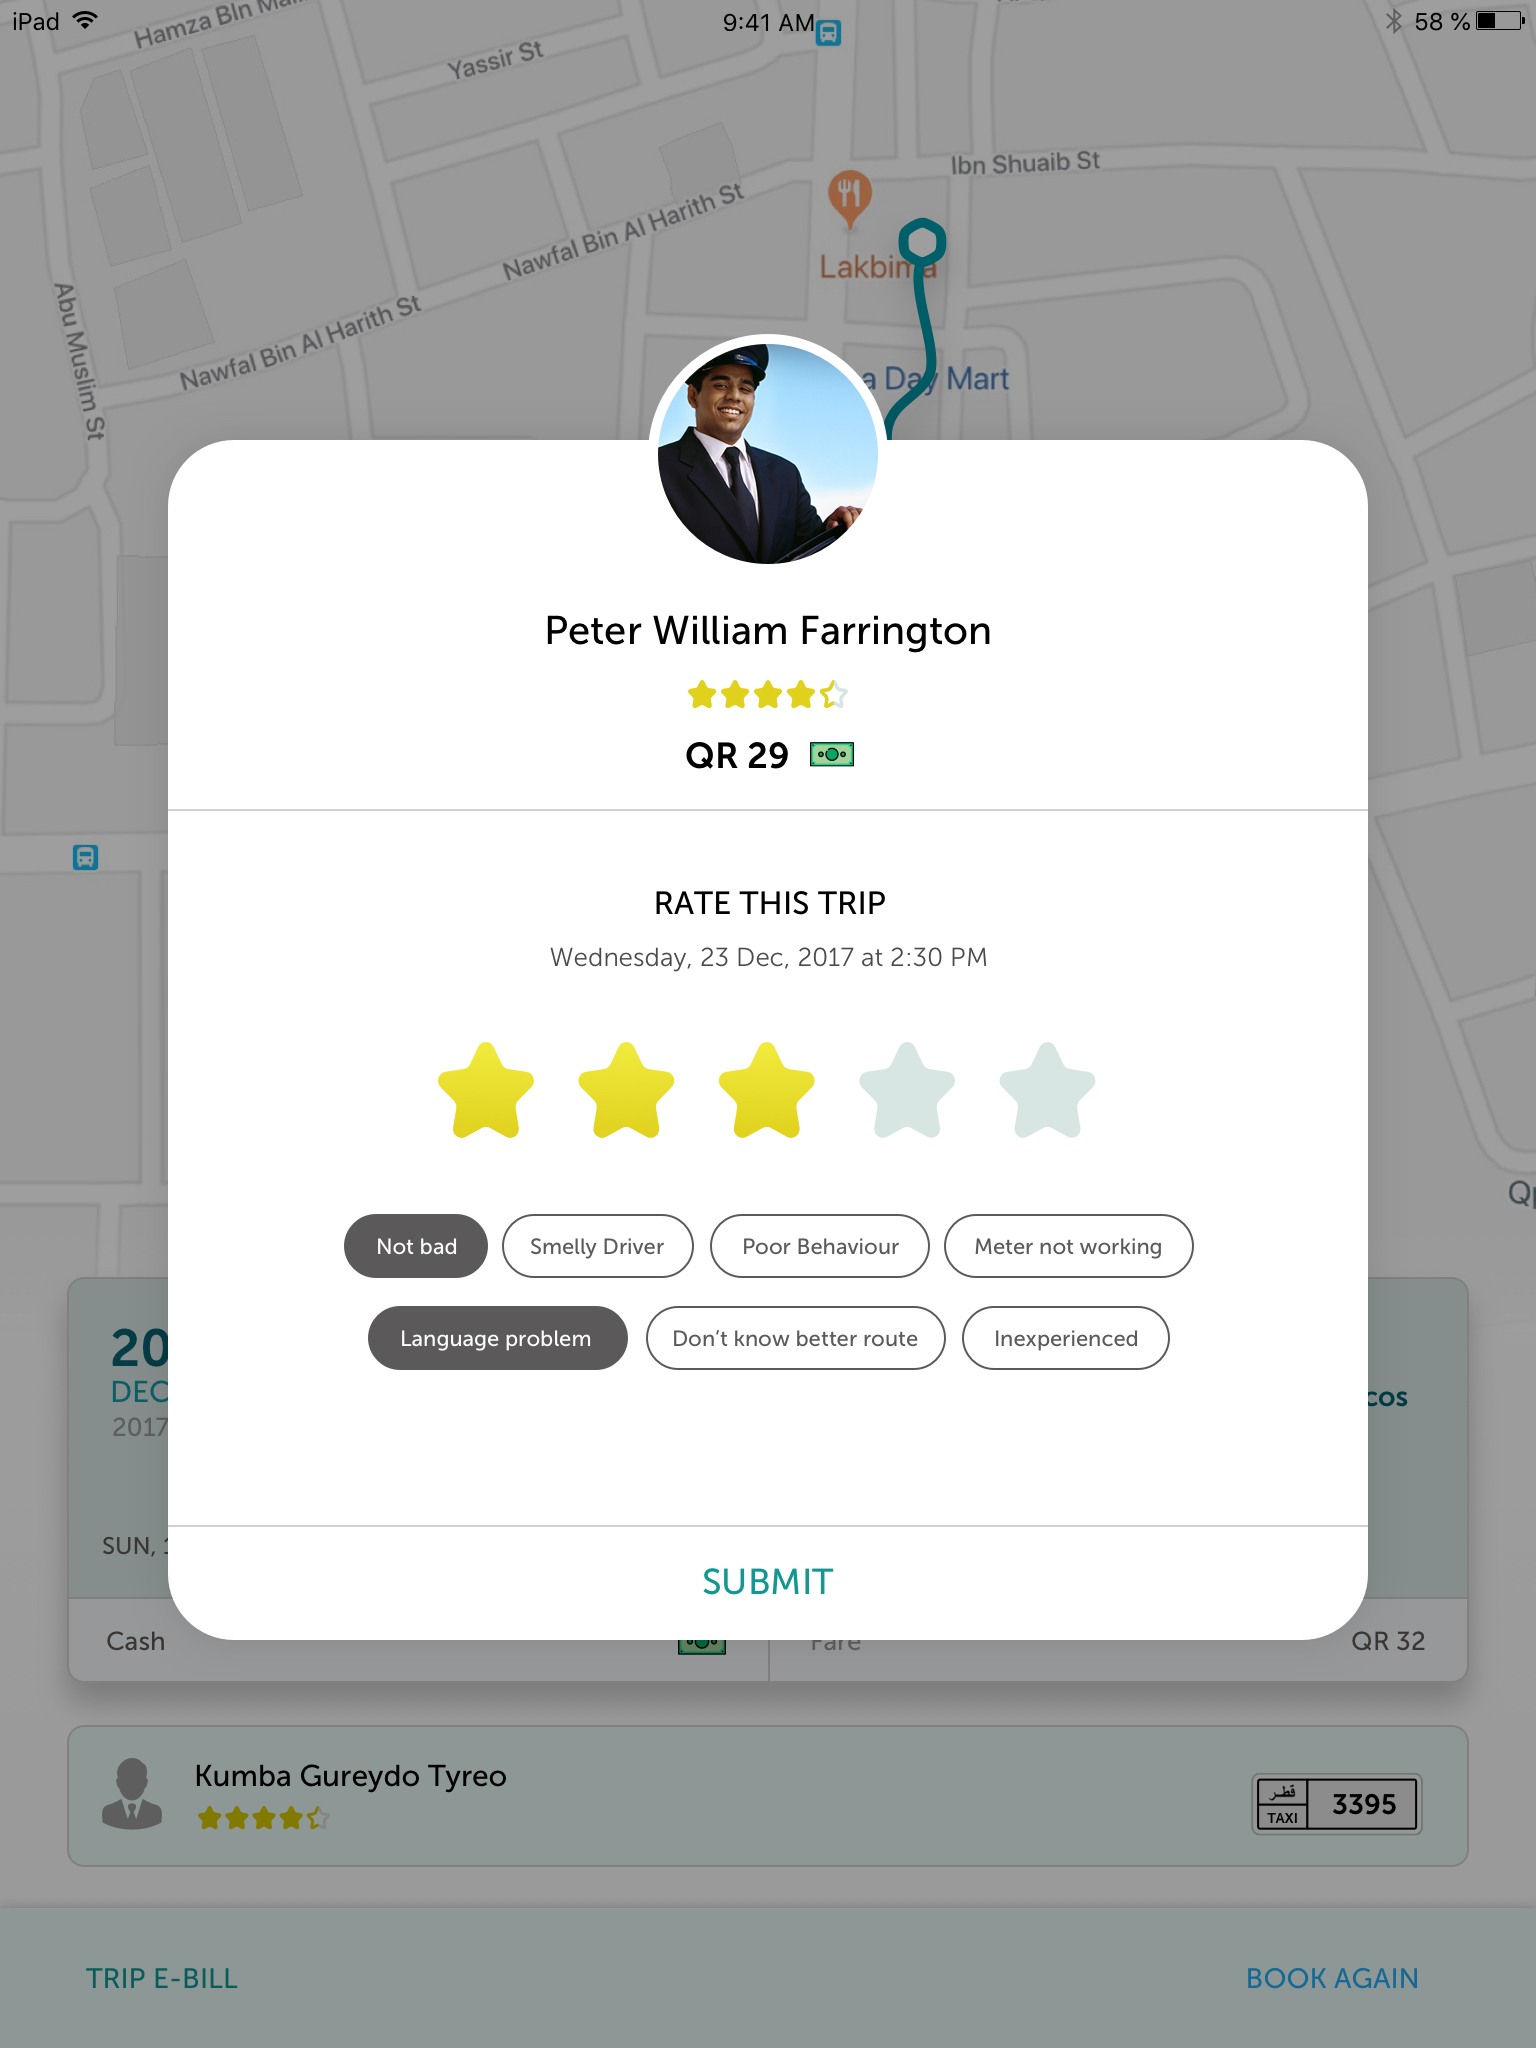 iPad
9:41 AM
58 %
Hamza BIn
Yassir St
Ibn Shuaib St
Nawfal Bin Al Harith St
Lakbima
Abu Muslim St
Nawfal Bin Al Harith St
a Day Mart
Peter William Farrington
QR 29
RATE THIS TRIP
Wednesday, 23 Dec, 2017 at 2:30 PM
Not bad
Smelly Driver
Poor Behaviour
Meter not working
Language problem
Don't know better route
Inexperienced
20
DEC
2017
cos
SUN,
SUBMIT
Cash
Fare
QR 32
Kumba Gureydo Tyreo
قطر
TAXI
3395
TRIP E-BILL
BOOK AGAIN